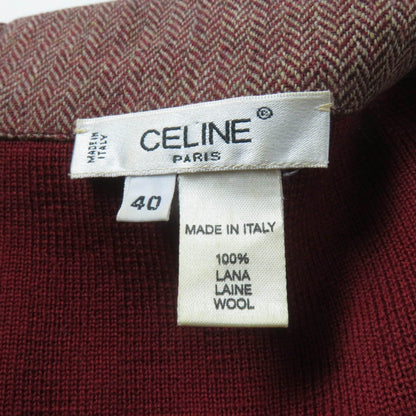 MADE IN
ITALY
CELINE®
PARIS
40
MADE IN ITALY
100%
LANA
LAINE
WOOL